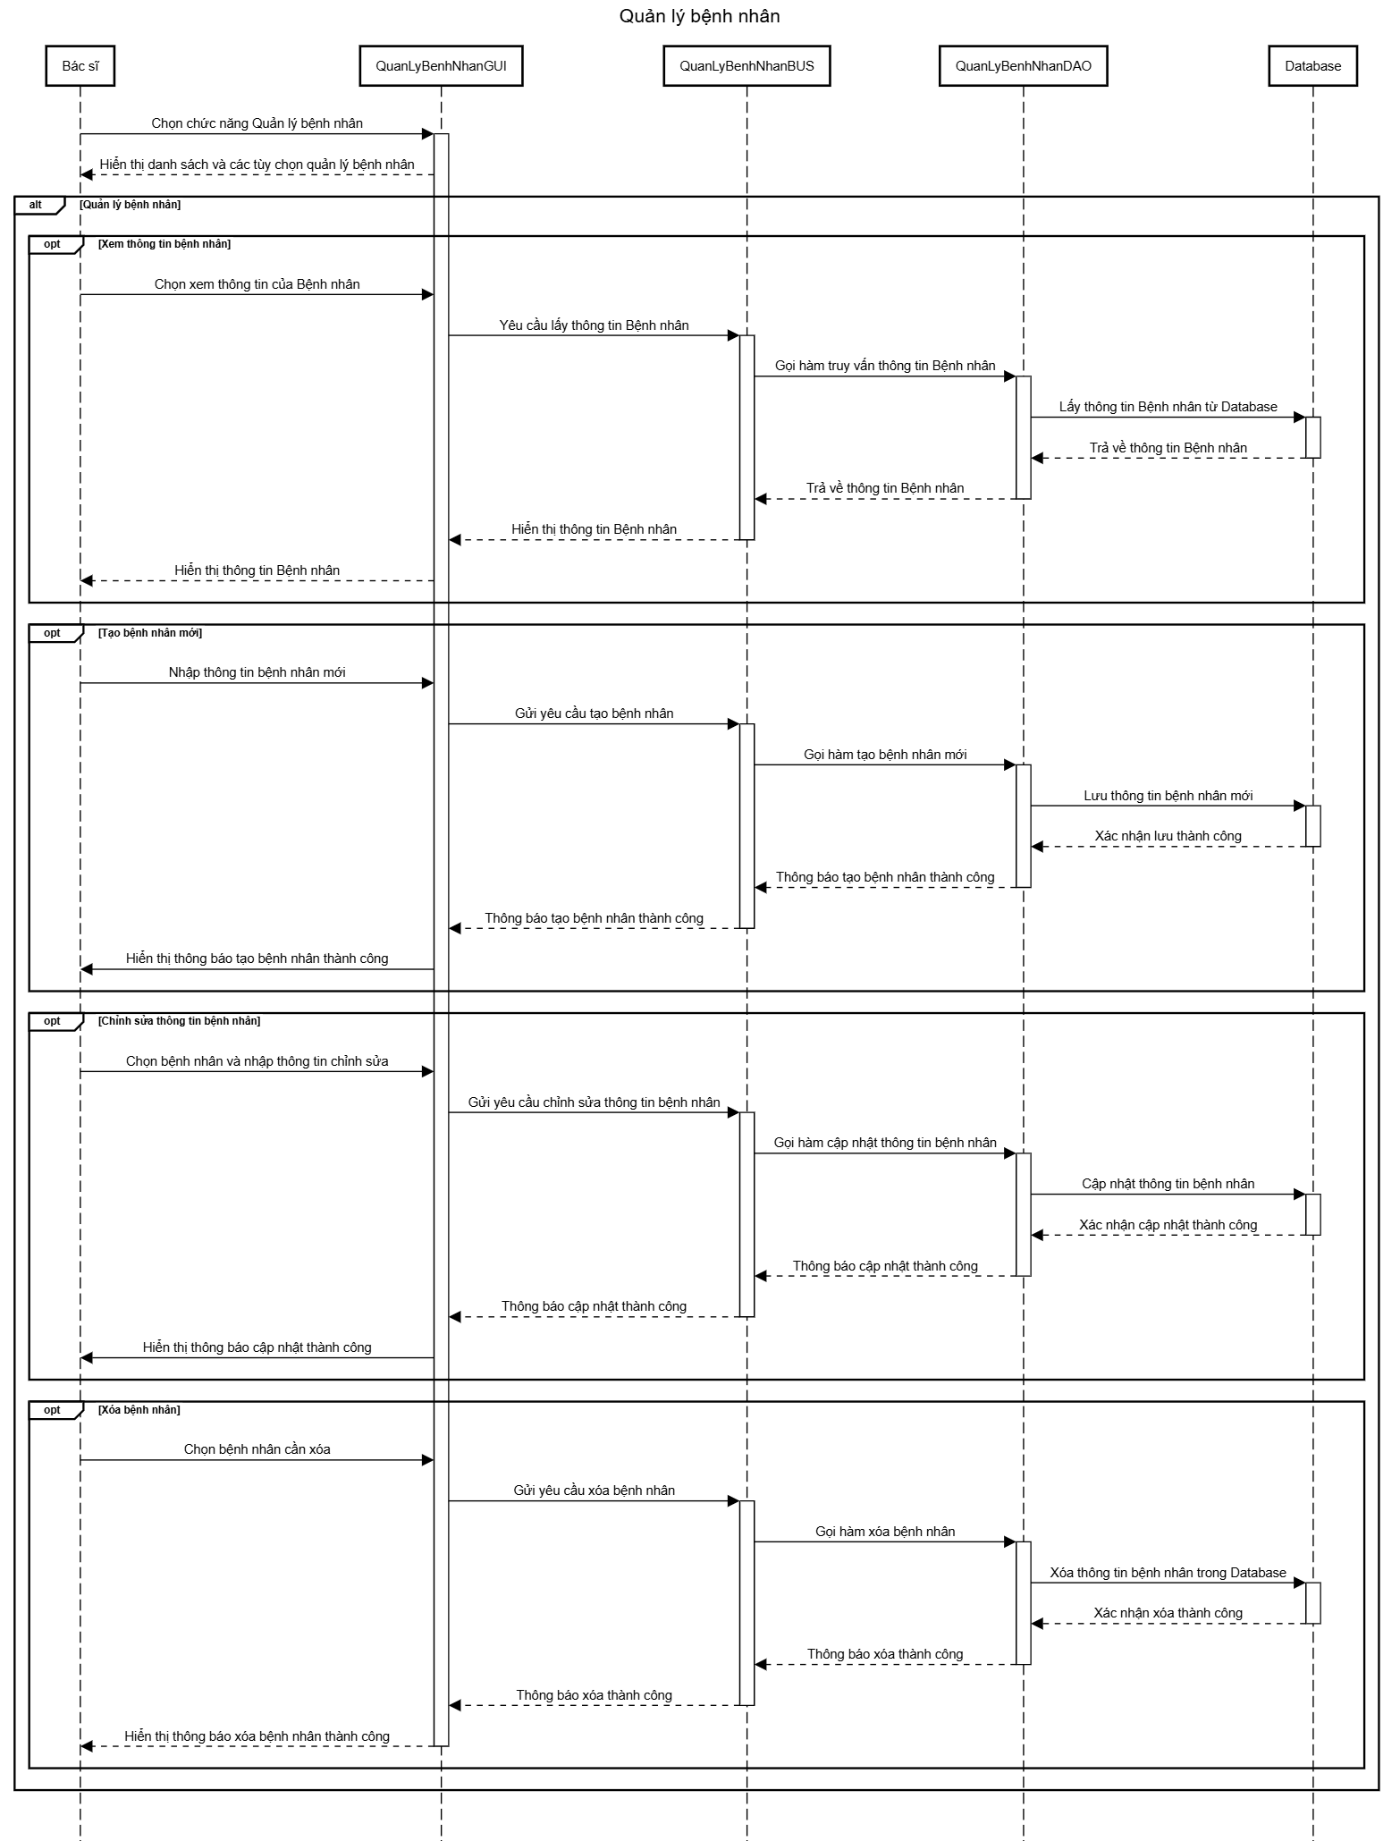 Quản lý bệnh nhân
Bác sĩ
QuanLyBenhNhanGUI
QuanLyBenhNhanBUS
QuanLyBenhNhanDAO
Database
Chọn chức năng Quản lý bệnh nhân
Hiển thị danh sách và các tùy chọn quản lý bệnh nhân
alt
[Quản lý bệnh nhân]
opt
[Xem thông tin bệnh nhân]
Chọn xem thông tin của Bệnh nhân
Yêu cầu lấy thông tin Bệnh nhân
Gọi hàm truy vấn thông tin Bệnh nhân
Lấy thông tin Bệnh nhân từ Database
Trả về thông tin Bệnh nhân
Trả về thông tin Bệnh nhân
Hiển thị thông tin Bệnh nhân
Hiển thị thông tin Bệnh nhân
opt
[Tạo bệnh nhân mới]
Nhập thông tin bệnh nhân mới
Gửi yêu cầu tạo bệnh nhân
Gọi hàm tạo bệnh nhân mới
Lưu thông tin bệnh nhân mới
Xác nhận lưu thành công
Thông báo tạo bệnh nhân thành công
Thông báo tạo bệnh nhân thành công
Hiển thị thông báo tạo bệnh nhân thành công
opt
[Chỉnh sửa thông tin bệnh nhân]
Chọn bệnh nhân và nhập thông tin chỉnh sửa
Gửi yêu cầu chỉnh sửa thông tin bệnh nhân
Gọi hàm cập nhật thông tin bệnh nhân
Cập nhật thông tin bệnh nhân
Xác nhận cập nhật thành công
Thông báo cập nhật thành công
Thông báo cập nhật thành công
Hiển thị thông báo cập nhật thành công
opt
[Xóa bệnh nhân]
Chọn bệnh nhân cần xóa
Gửi yêu cầu xóa bệnh nhân
Gọi hàm xóa bệnh nhân
Xóa thông tin bệnh nhân trong Database
Xác nhận xóa thành công
Thông báo xóa thành công
Thông báo xóa thành công
Hiển thị thông báo xóa bệnh nhân thành công